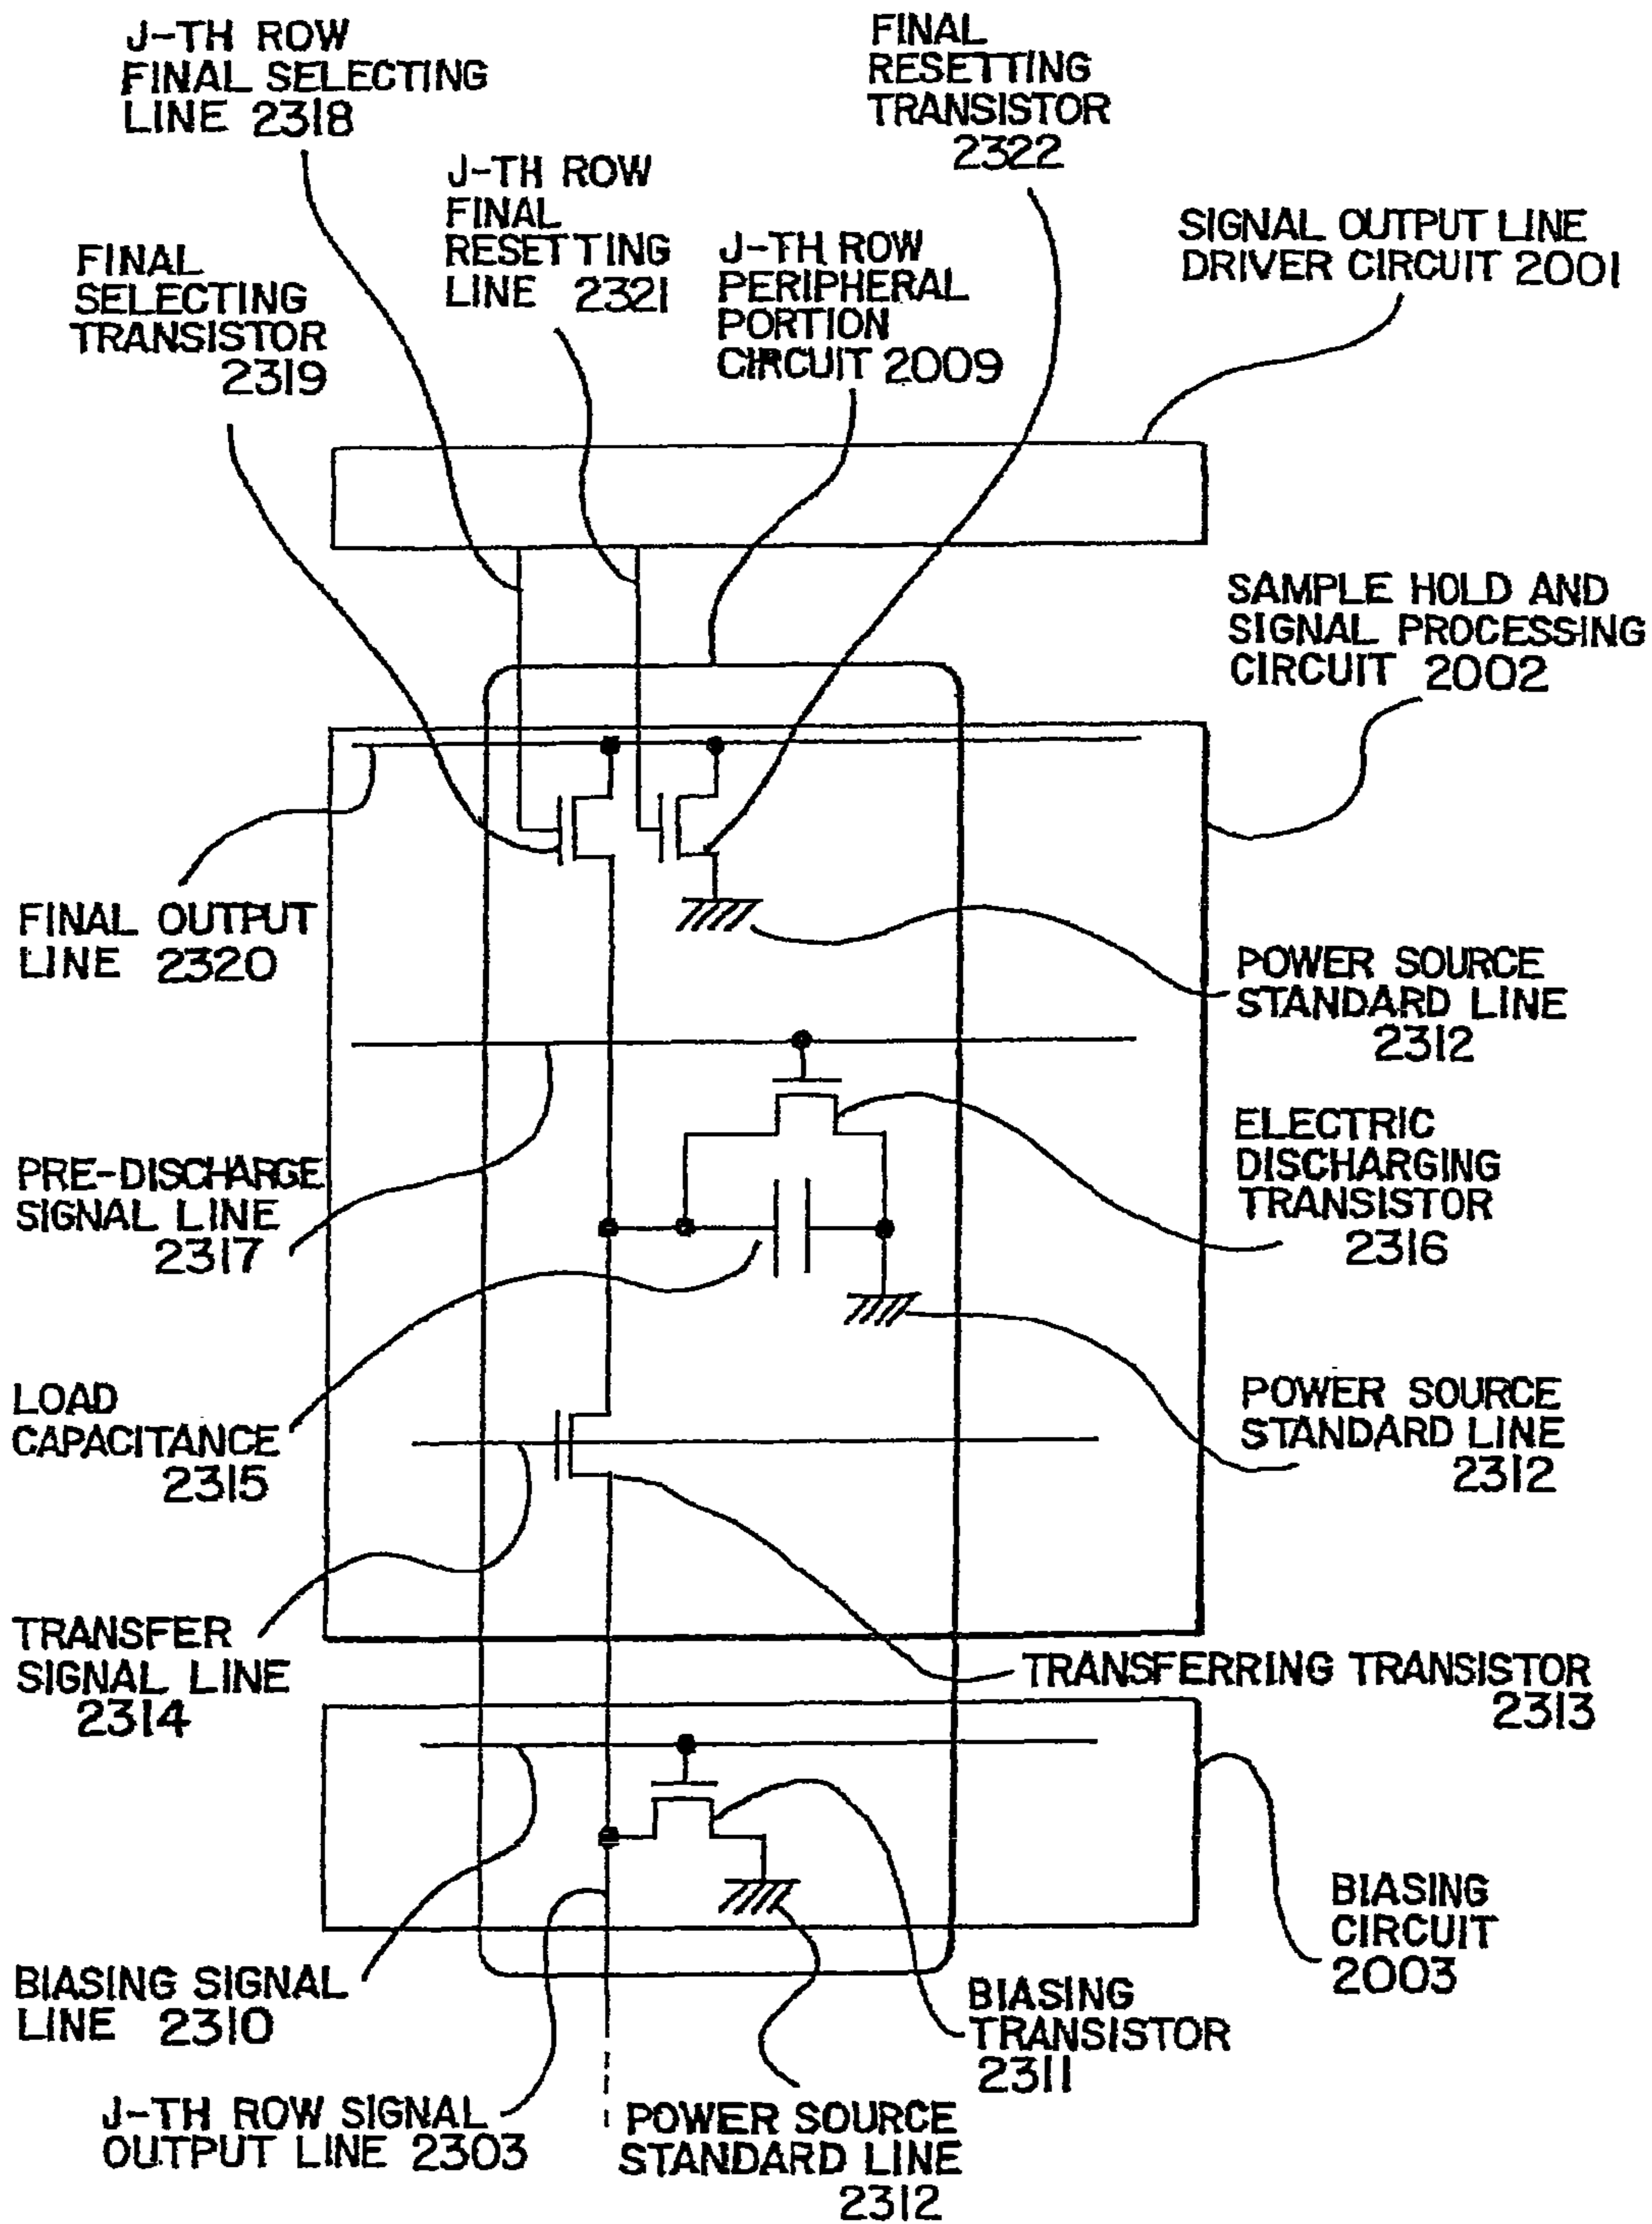 J-TH ROW
FINAL SELECTING
LINE 2318
FINAL
RESETTING
TRANSISTOR
2322
J-TH ROW
FINAL
RESETTING
LINE 2321
FINAL
SELECTING
TRANSISTOR
2319
J-TH ROW
PERIPHERAL
PORTION
CIRCUIT 2009
SIGNAL OUTPUT LINE
DRIVER CIRCUIT 2001
SAMPLE HOLD AND
SIGNAL PROCESSING
CIRCUIT 2002
FINAL OUTPUT
LINE 2320
POWER SOURCE
STANDARD LINE
2312
PRE-DISCHARGE
SIGNAL LINE
2317
ELECTRIC
DISCHARGING
TRANSISTOR
2316
LOAD
CAPACITANCE
2315
POWER SOURCE
STANDARD LINE
2312
TRANSFER
SIGNAL LINE
2314
TRANSFERRING TRANSISTOR
2313
BIASING
CIRCUIT
2003
BIASING SIGNAL
LINE 2310
BIASING
TRANSISTOR
2311
J-TH ROW SIGNAL
OUTPUT LINE 2303
POWER SOURCE
STANDARD LINE
2312